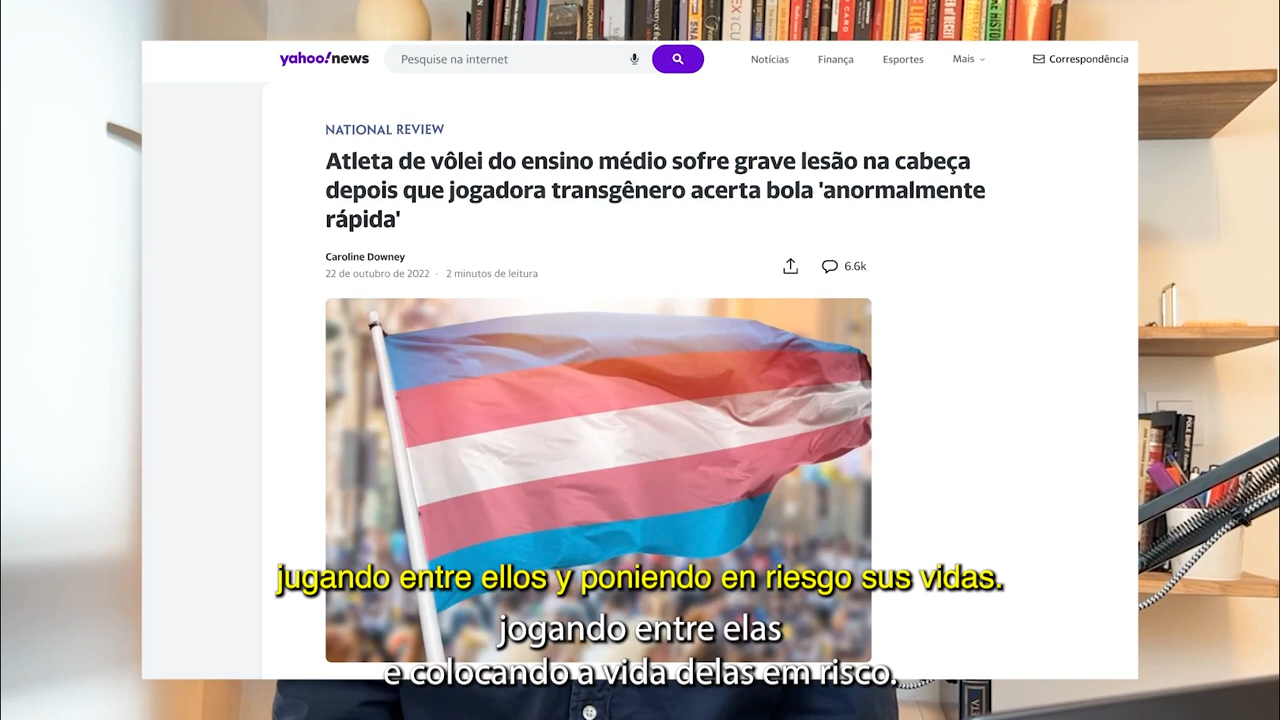 yahoo!news
Pesquise na internet
Notícias Finança Esportes Mais Correspondência
NATIONAL REVIEW
Atleta de vôlei do ensino médio sofre grave lesão na cabeça
depois que jogadora transgênero acerta bola 'anormalmente
rápida'
Caroline Downey
22 de outubro de 2022 · 2 minutos de leitura
6.6k
jugando entre ellos y poniendo en riesgo sus vidas.
jogando entre elas
e colocando a vida delas em risco.